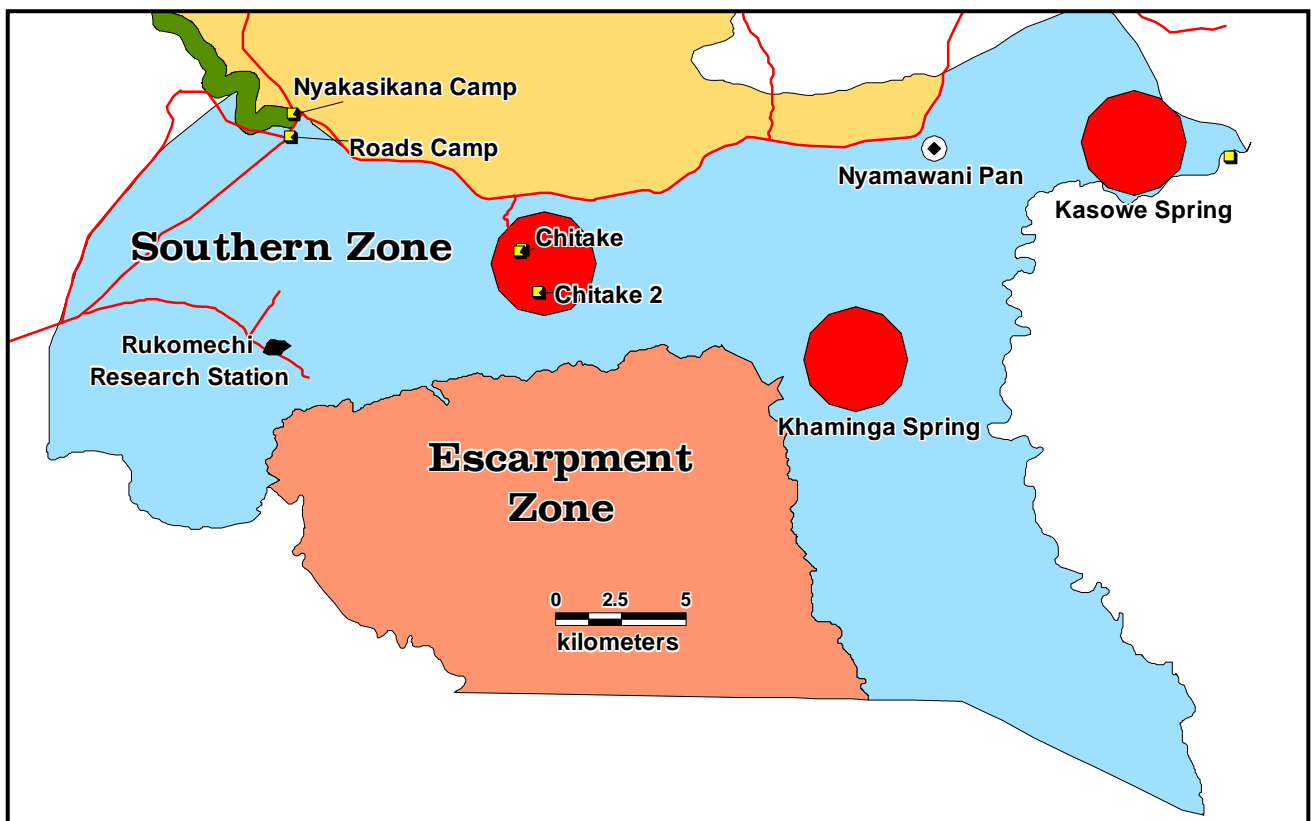 Nyakasikana Camp
Roads Camp
Nyamawani Pan
Kasowe Spring
Southern Zone
Chitake
Chitake 2
Rukomechi
Research Station
Khaminga Spring
Escarpment
Zone
0 2.5 5
kilometers